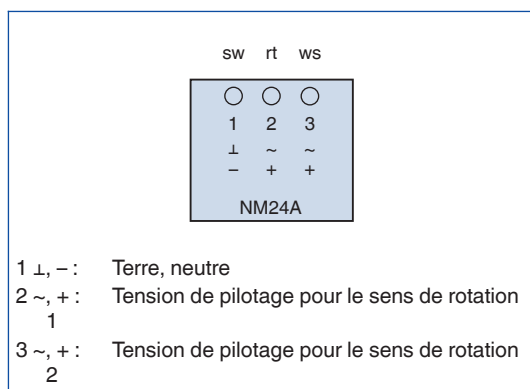 sw rt ws
1 2 3
⊥ ~ ~
– + +
NM24A
1 ⊥, – : Terre, neutre
2 ~, + : Tension de pilotage pour le sens de rotation
1
3 ~, + : Tension de pilotage pour le sens de rotation
2